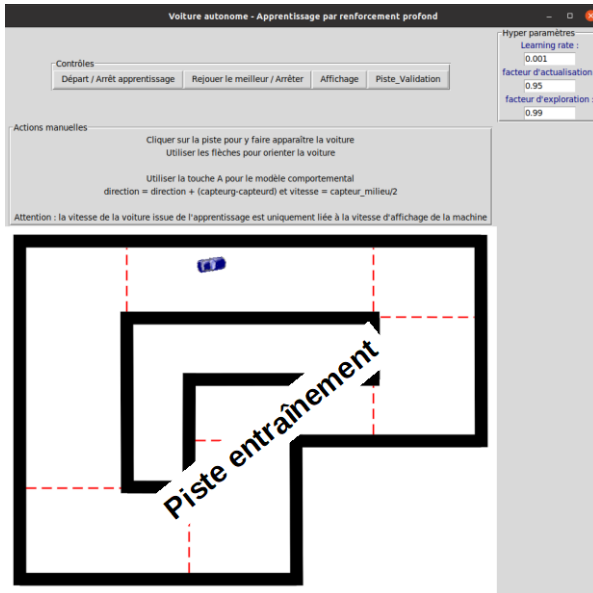 Voiture autonome - Apprentissage par renforcement profond
Hyper paramètres
Learning rate :
0.001
facteur d'actualisation
0.95
facteur d'exploration :
0.99
Contrôles
Départ / Arrêt apprentissage Rejouer le meilleur / Arrêter Affichage Piste_Validation
Actions manuelles
Cliquer sur la piste pour y faire apparaître la voiture
Utiliser les flèches pour orienter la voiture
Utiliser la touche A pour le modèle comportemental
direction = direction + (capteurg-capteurd) et vitesse = capteur_milieu/2
Attention : la vitesse de la voiture issue de l'apprentissage est uniquement liée à la vitesse d'affichage de la machine
Piste entraînement